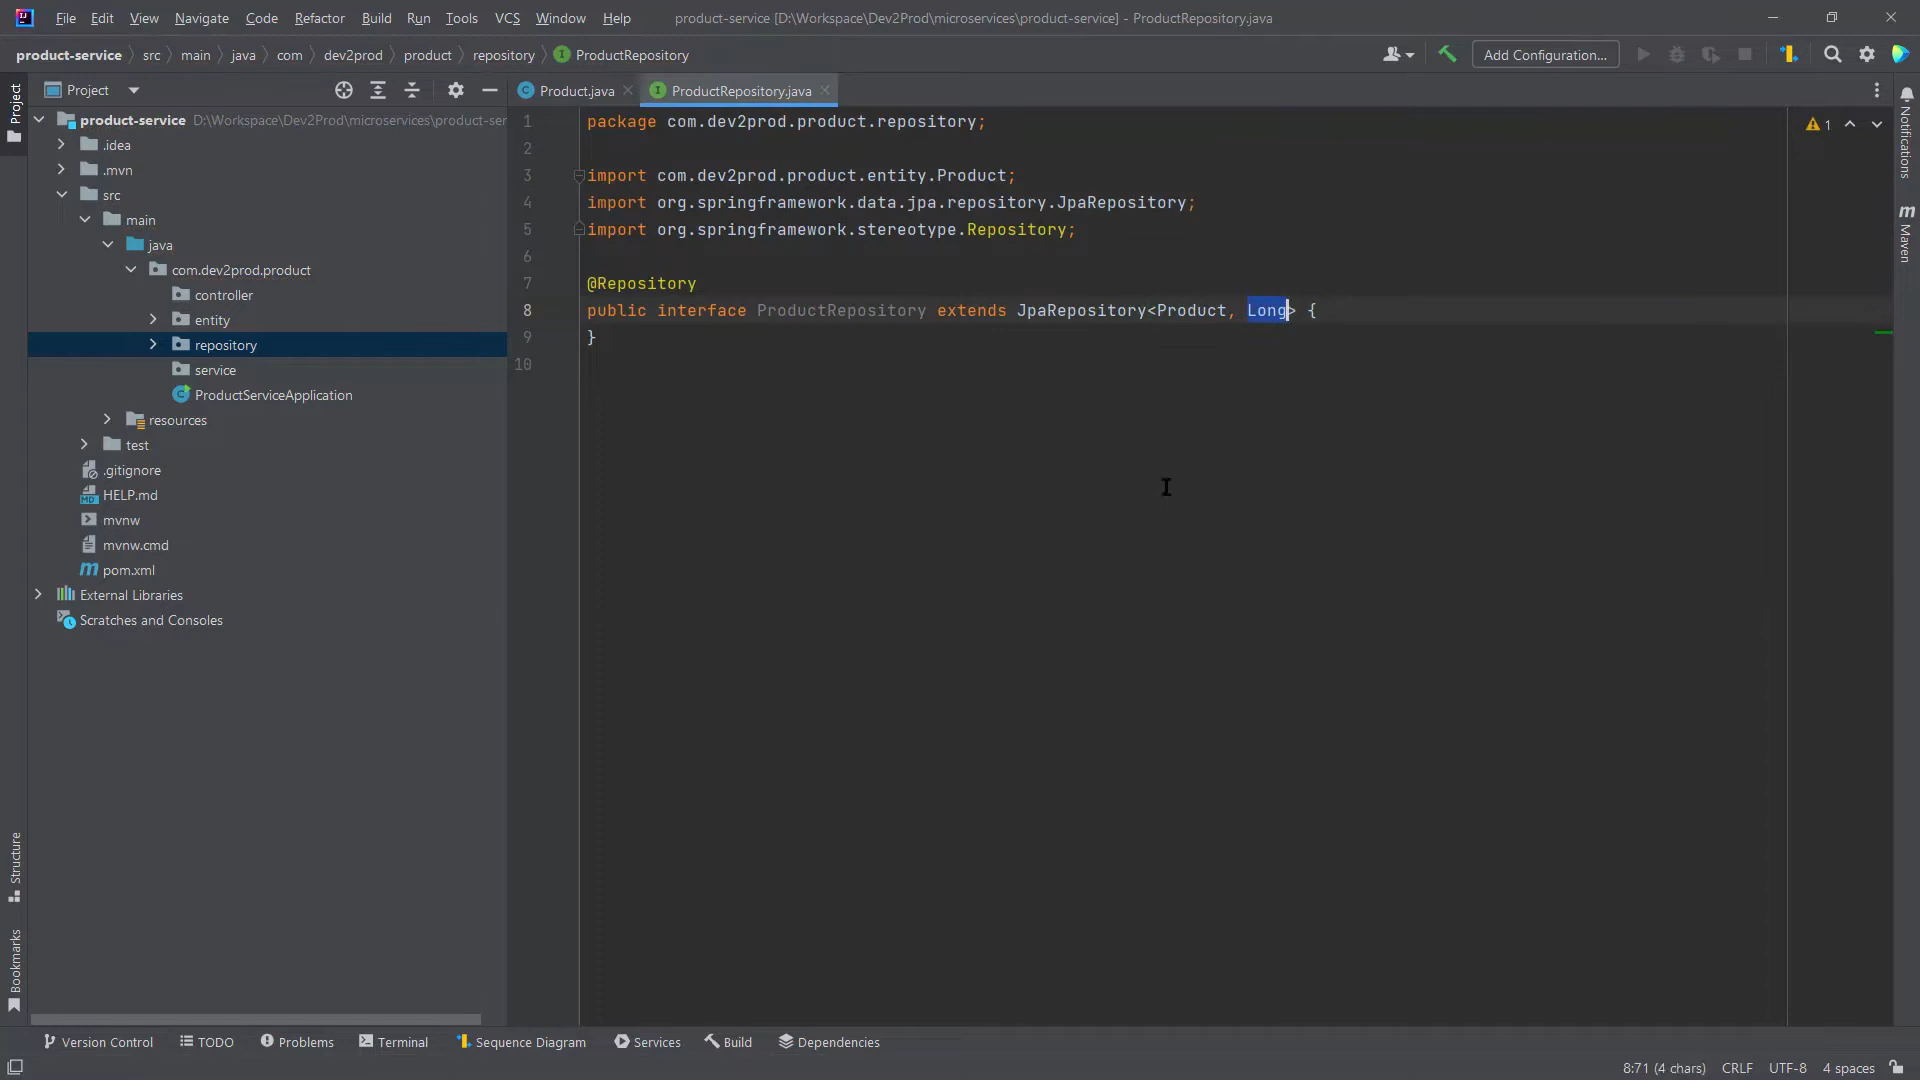 File Edit View Navigate Code Refactor Build Run Tools VCS Window Help product-service [D:\Workspace\Dev2Prod\microservices\product-service] - ProductRepository.java
product-service src main java com dev2prod product repository ProductRepository Add Configuration...
Project
Product.java ProductRepository.java
product-service D:\Workspace\Dev2Prod\microservices\product-ser
.idea
.mvn
src
main
java
com.dev2prod.product
controller
entity
repository
service
ProductServiceApplication
resources
test
.gitignore
HELP.md
mvnw
mvnw.cmd
pom.xml
External Libraries
Scratches and Consoles
1 package com.dev2prod.product.repository;
2
3 import com.dev2prod.product.entity.Product;
4 import org.springframework.data.jpa.repository.JpaRepository;
5 import org.springframework.stereotype.Repository;
6
7 @Repository
8 public interface ProductRepository extends JpaRepository<Product, Long> {
9 }
10
1
Project
Structure
Bookmarks
Notifications
Maven
Version Control TODO Problems Terminal Sequence Diagram Services Build Dependencies
8:71 (4 chars) CRLF UTF-8 4 spaces